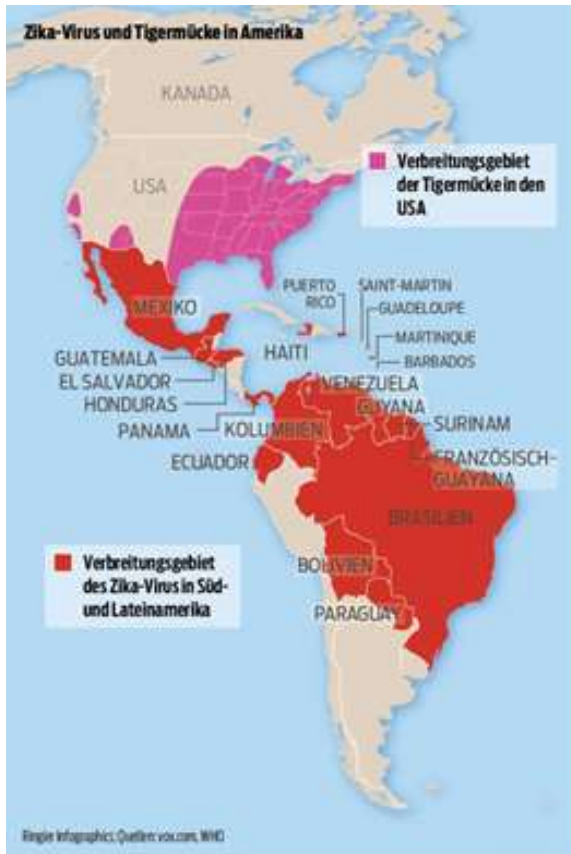 Zika-Virus und Tigermücke in Amerika
KANADA
USA
Verbreitungsgebiet
der Tigermücke in den
USA
MEXIKO
PUERTO
RICO
SAINT-MARTIN
GUADELOUPE
MARTINIQUE
BARBADOS
HAITI
GUATEMALA
EL SALVADOR
HONDURAS
PANAMA
VENEZUELA
GUYANA
KOLUMBIEN
SURINAM
ECUADOR
FRANZÖSISCH-
GUAYANA
BRASILIEN
Verbreitungsgebiet
des Zika-Virus in Süd-
und Lateinamerika
BOLIVIEN
PARAGUAY
Ringier Infographics; Quellen: vox.com, WHO